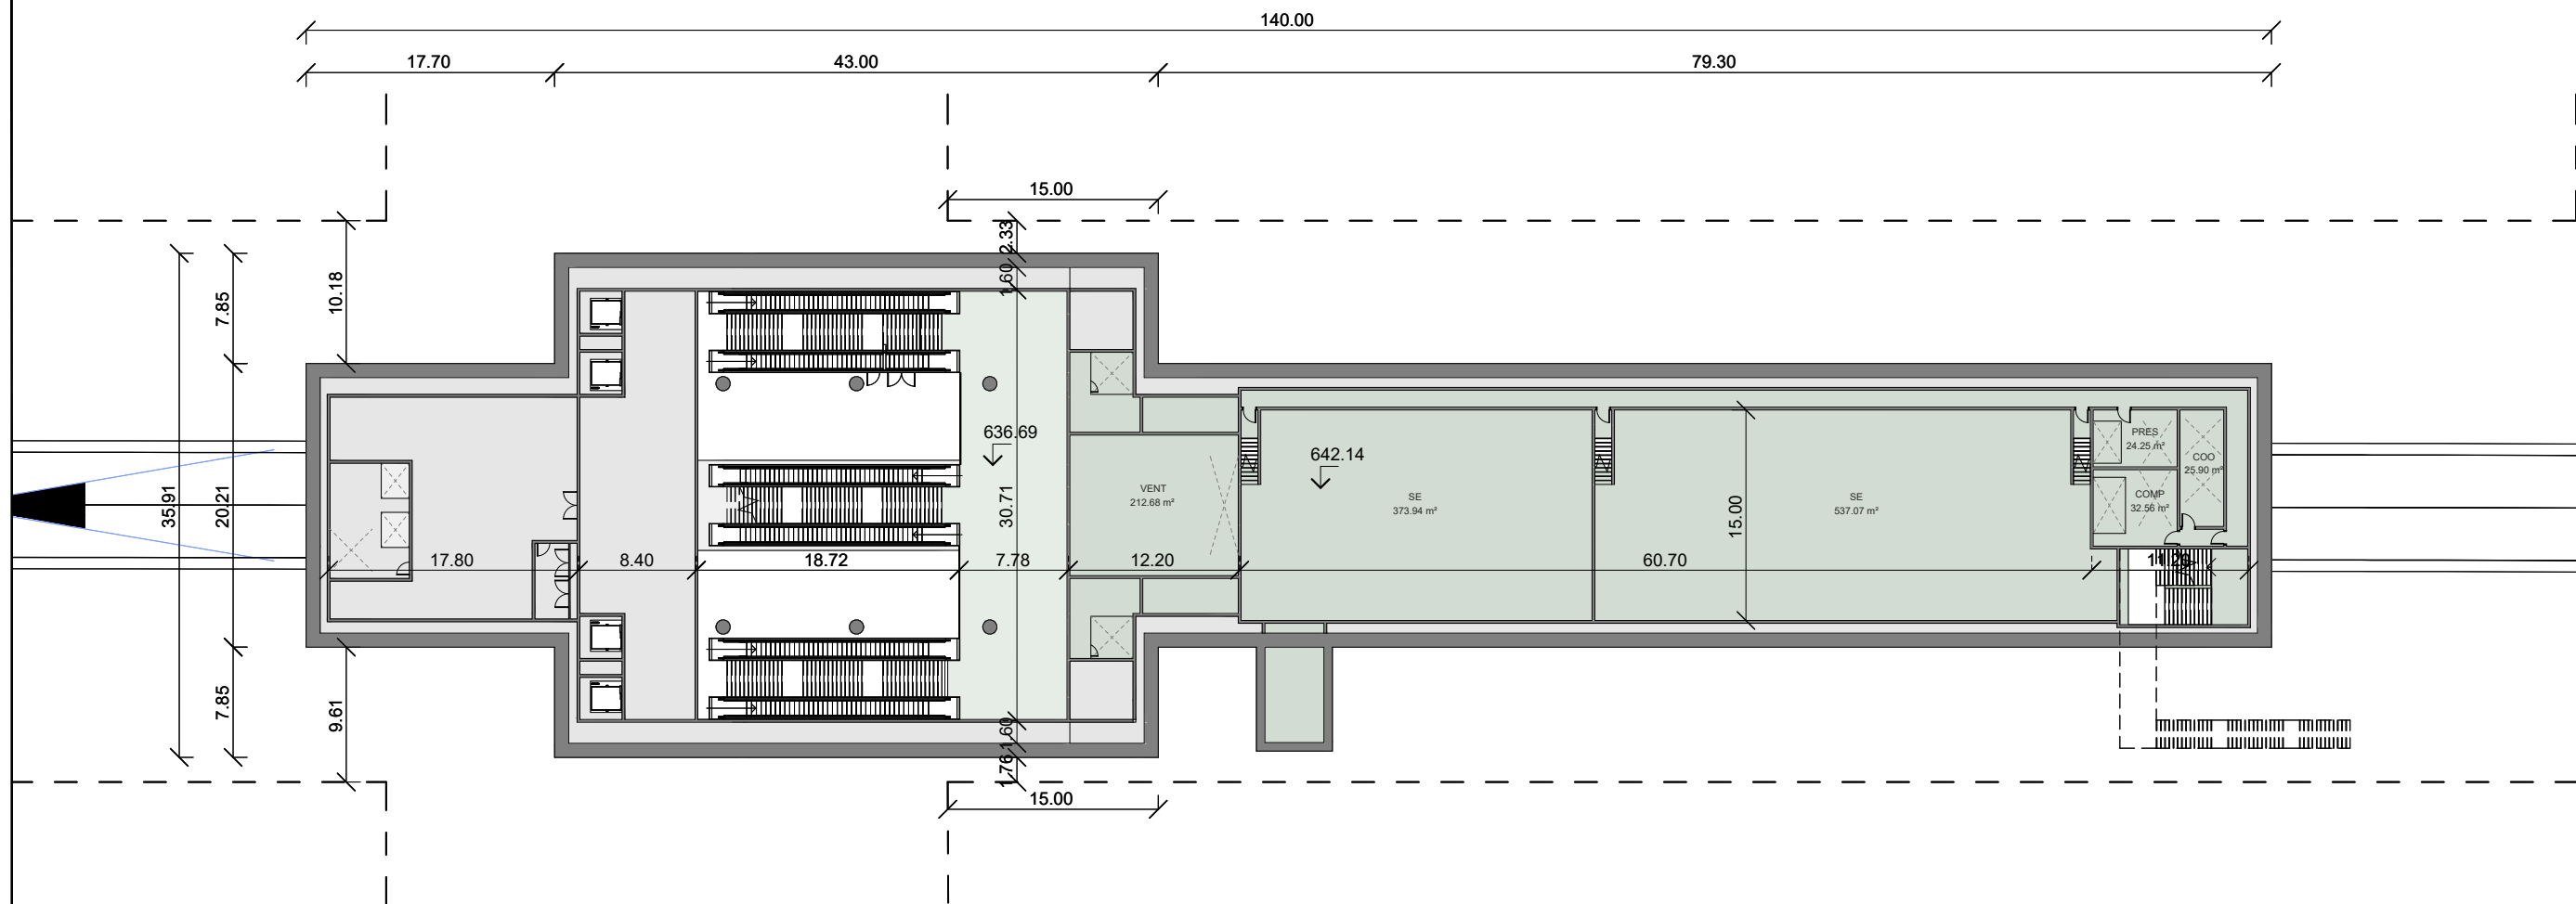 140.00
17.70
43.00
79.30
15.00
2.33
1.60
10.18
7.85
636.69
642.14
PRES
24.25 m²
COO
25.90 m²
COMP
32.56 m²
VENT
212.68 m²
SE
373.94 m²
SE
537.07 m²
35.91
20.21
30.71
15.00
17.80
8.40
18.72
7.78
12.20
60.70
7.85
9.61
1.60
1.76
15.00